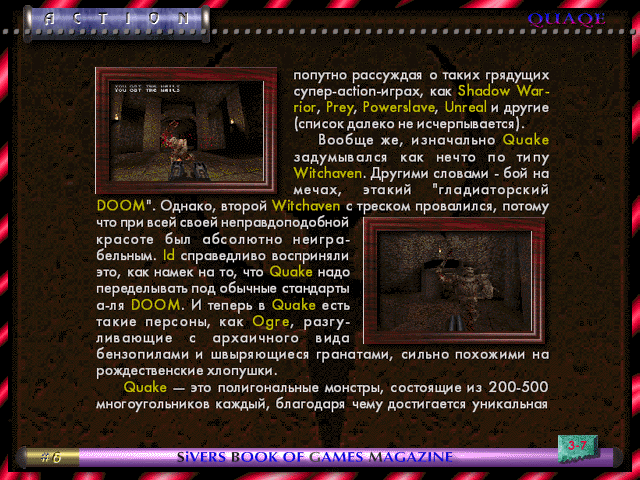 ACTION
QUAQE
You got the nails
You got the nails
попутно рассуждая о таких грядущих
супер-action-играх, как Shadow War-
rior, Prey, Powerslave, Unreal и другие
(список далеко не исчерпывается).
Вообще же, изначально Quake
задумывался как нечто по типу
Witchaven. Другими словами - бой на
мечах, этакий "гладиаторский
DOOM". Однако, второй Witchaven с треском провалился, потому
что при всей своей неправдоподобной
красоте был абсолютно неигра-
бельным. Id справедливо восприняли
это, как намек на то, что Quake надо
переделывать под обычные стандарты
а-ля DOOM. И теперь в Quake есть
такие персоны, как Ogre, разгу-
ливающие с архаичного вида
бензопилами и швыряющиеся гранатами, сильно похожими на
рождественские хлопушки.
Quake — это полигональные монстры, состоящие из 200-500
многоугольников каждый, благодаря чему достигается уникальная
#6
SiVERS BOOK OF GAMES MAGAZINE
3-7